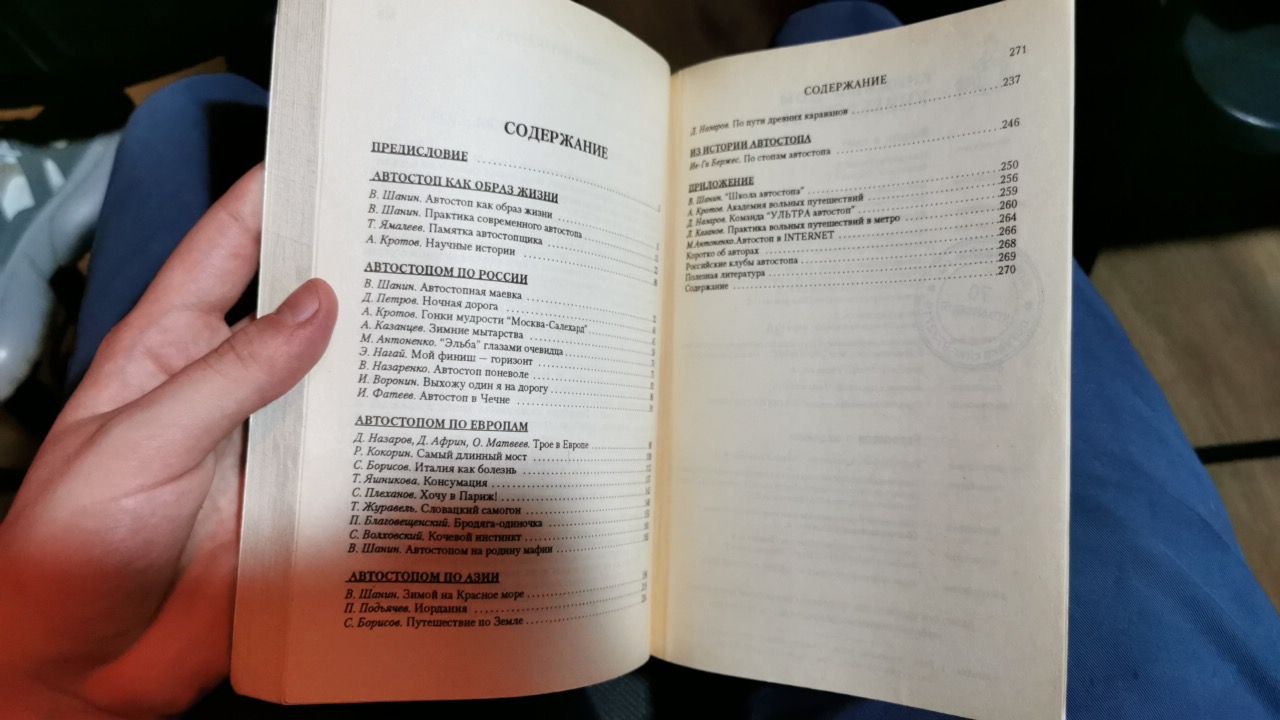 СОДЕРЖАНИЕ
ПРЕДИСЛОВИЕ
АВТОСТОП КАК ОБРАЗ ЖИЗНИ
В. Шанин. Автостоп как образ жизни
В. Шанин. Практика современного автостопа
Т. Ямалеев. Памятка автостопщика
А. Кротов. Научные истории
АВТОСТОПОМ ПО РОССИИ
В. Шанин. Автостопная маевка
Д. Петров. Ночная дорога
А. Кротов. Гонки мудрости "Москва-Салехард"
А. Казанцев. Зимние мытарства
М. Антоненко. "Эльба" глазами очевидца
Э. Нагай. Мой финиш — горизонт
В. Назаренко. Автостоп поневоле
И. Воронин. Выхожу один я на дорогу
И. Фатеев. Автостоп в Чечне
АВТОСТОПОМ ПО ЕВРОПАМ
Д. Назаров, Д. Африн, О. Матвеев. Трое в Европе
Р. Кокорин. Самый длинный мост
С. Борисов. Италия как болезнь
Т. Яшникова. Консумация
С. Плеханов. Хочу в Париж!
Т. Журавель. Словацкий самогон
П. Благовещенский. Бродяга-одиночка
С. Волховский. Кочевой инстинкт
В. Шанин. Автостопом на родину мафии
АВТОСТОПОМ ПО АЗИИ
В. Шанин. Зимой на Красное море
П. Подьячев. Иордания
С. Борисов. Путешествие по Земле
271
СОДЕРЖАНИЕ
Д. Назаров. По пути древних караванов 237
ИЗ ИСТОРИИ АВТОСТОПА
Ив-Ги Бержес. По стопам автостопа 246
ПРИЛОЖЕНИЕ
В. Шанин. "Школа автостопа" 250
А. Кротов. Академия вольных путешествий 256
Д. Назаров. Команда "УЛЬТРА автостоп" 259
Л. Казанов. Практика вольных путешествий в метро 260
М.Антоненко.Автостоп в INTERNET 264
Коротко об авторах 266
Российские клубы автостопа 268
Полезная литература 269
Содержание 270